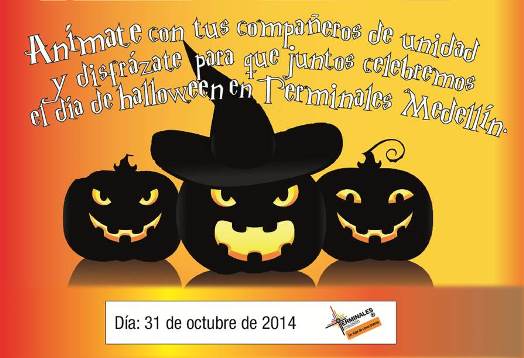 Anímate con tus compañeros de unidad
y disfrázate para que juntos celebremos
el día de halloween en Terminales Medellín.
Día: 31 de octubre de 2014
TERMINALES